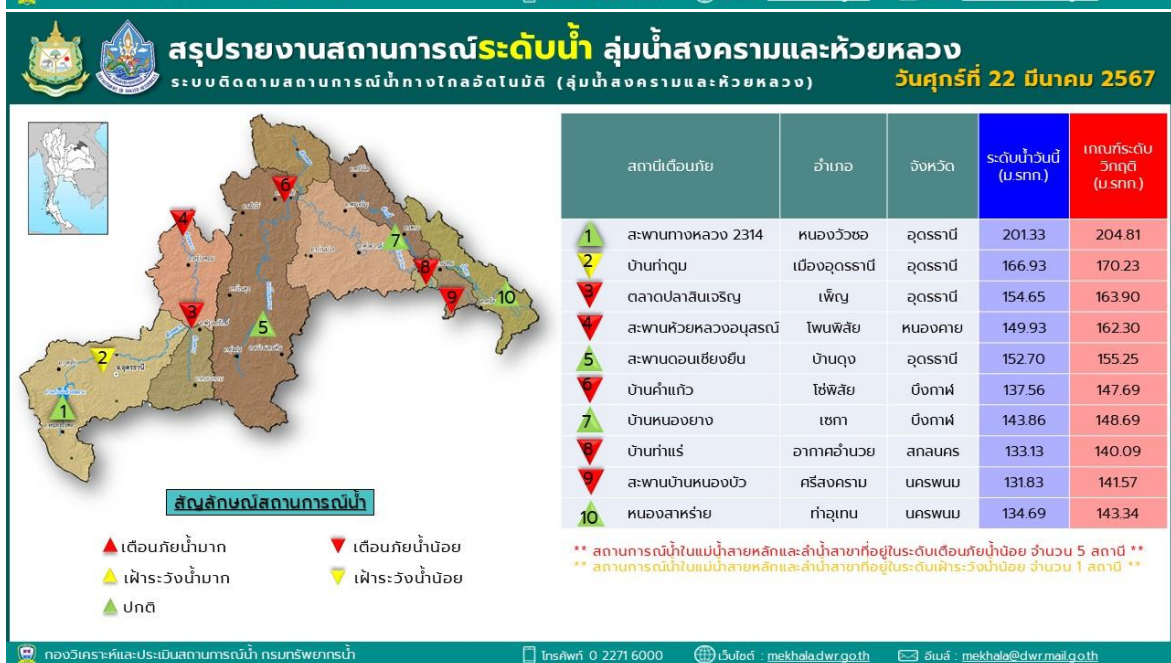 สรุปรายงานสถานการณ์ระดับน้ำ ลุ่มน้ำสงครามและห้วยหลวง
ระบบติดตามสถานการณ์น้ำทางไกลอัตโนมัติ (ลุ่มน้ำสงครามและห้วยหลวง)
วันศุกร์ที่ 22 มีนาคม 2567
สถานีเตือนภัย อำเภอ จังหวัด ระดับน้ำวันนี้ (ม.รทก.) เกณฑ์ระดับวิกฤติ (ม.รทก.)
1 สะพานทางหลวง 2314 หนองวัวซอ อุดรธานี 201.33 204.81
2 บ้านท่าตูม เมืองอุดรธานี อุดรธานี 166.93 170.23
3 ตลาดปลาสินเจริญ เพ็ญ อุดรธานี 154.65 163.90
4 สะพานห้วยหลวงอนุสรณ์ โพนพิสัย หนองคาย 149.93 162.30
5 สะพานดอนเชียงยืน บ้านดุง อุดรธานี 152.70 155.25
6 บ้านคำแก้ว โซ่พิสัย บึงกาฬ 137.56 147.69
7 บ้านหนองยาง เซกา บึงกาฬ 143.86 148.69
8 บ้านท่าแร่ อากาศอำนวย สกลนคร 133.13 140.09
9 สะพานบ้านหนองบัว ศรีสงคราม นครพนม 131.83 141.57
10 หนองสาหร่าย ท่าอุเทน นครพนม 134.69 143.34
4
6
7
8
9
10
3
5
2
อ.อุดรธานี
1
สัญลักษณ์สถานการณ์น้ำ
เตือนภัยน้ำมาก
เตือนภัยน้ำน้อย
เฝ้าระวังน้ำมาก
เฝ้าระวังน้ำน้อย
ปกติ
** สถานการณ์น้ำในแม่น้ำสายหลักและลำน้ำสาขาที่อยู่ในระดับเตือนภัยน้ำน้อย จำนวน 5 สถานี **
** สถานการณ์น้ำในแม่น้ำสายหลักและลำน้ำสาขาที่อยู่ในระดับเฝ้าระวังน้ำน้อย จำนวน 1 สถานี **
กองวิเคราะห์และประเมินสถานการณ์น้ำ กรมทรัพยากรน้ำ
โทรศัพท์ 0 2271 6000
เว็บไซต์ : mekhala.dwr.go.th
อีเมล์ : mekhala@dwr.mail.go.th